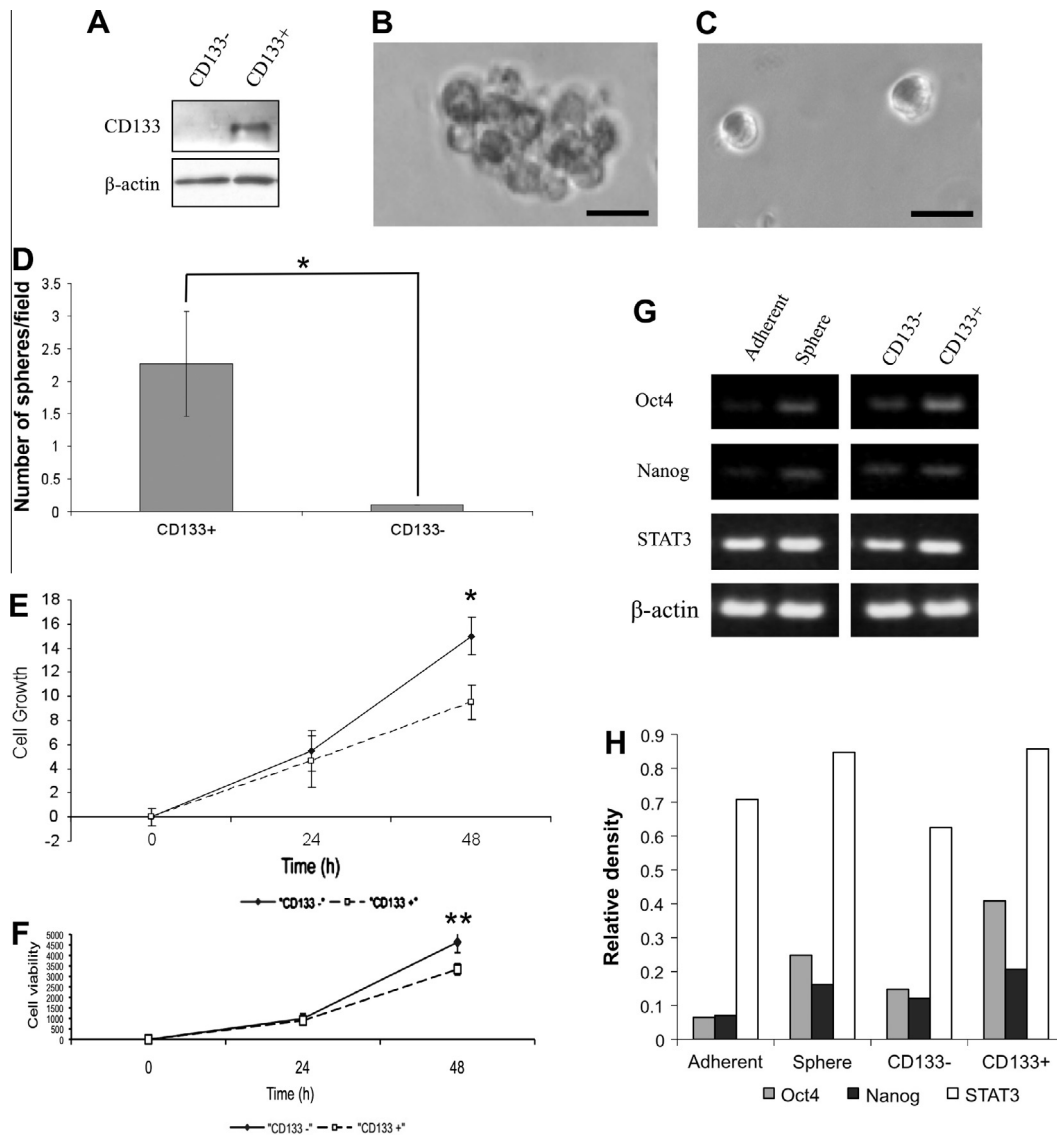 A
CD133-
CD133+
CD133
β-actin
B
C
D
Number of spheres/field
3.5
3
2.5
2
1.5
1
0.5
0
*
CD133+
CD133-
E
Cell Growth
18
16
14
12
10
8
6
4
2
0
-2
*
0
24
48
Time (h)
"CD133 -"
"CD133 +"
F
Cell viability
5000
4500
4000
3500
3000
2500
2000
1500
1000
500
0
**
0
24
48
Time (h)
"CD133 -"
"CD133 +"
G
Adherent
Sphere
CD133-
CD133+
Oct4
Nanog
STAT3
β-actin
H
Relative density
0.9
0.8
0.7
0.6
0.5
0.4
0.3
0.2
0.1
0
Adherent
Sphere
CD133-
CD133+
Oct4
Nanog
STAT3